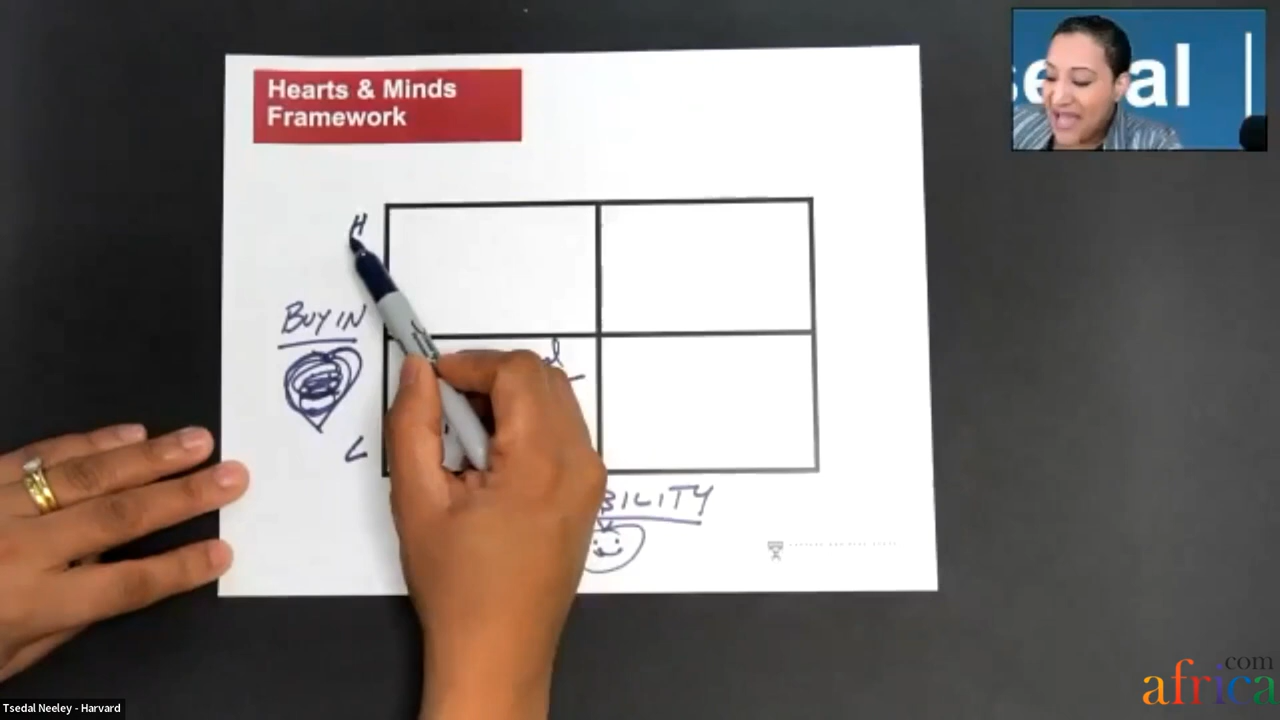 Hearts & Minds
Framework
H
BUY IN
L
BILITY
Tsedal Neeley - Harvard
africa
.com